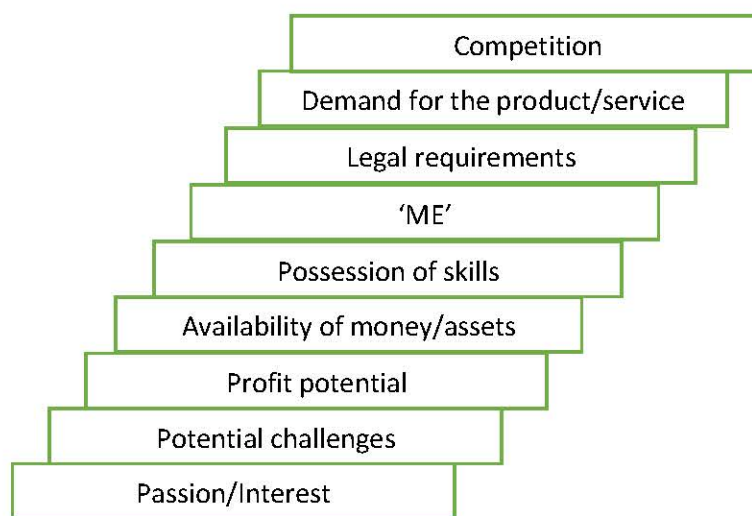 Competition
Demand for the product/service
Legal requirements
‘ME’
Possession of skills
Availability of money/assets
Profit potential
Potential challenges
Passion/Interest